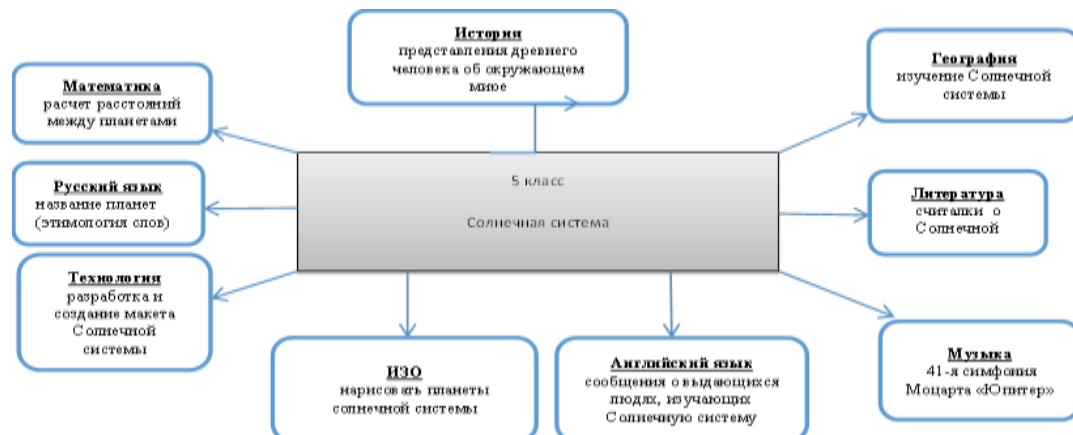 История
представления древнего
человека об окружающем
мире
География
изучение Солнечной
системы
Математика
расчет расстояний
между планетами
5 класс
Солнечная система
Русский язык
название планет
(этимология слов)
Литература
считалки о
Солнечной
Технология
разработка и
создание макета
Солнечной
системы
ИЗО
нарисовать планеты
солнечной системы
Английский язык
сообщения о выдающихся
людях, изучающих
Солнечную систему
Музыка
41-я симфония
Моцарта «Юпитер»